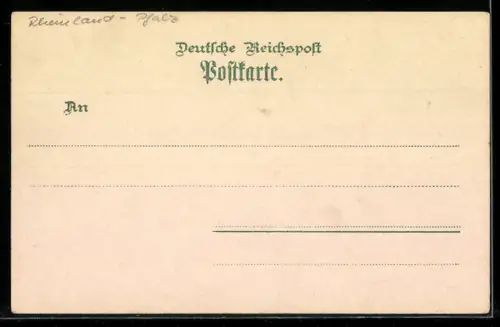 Rheinland - Pfalz
Deutsche Reichspost
Postkarte.
An